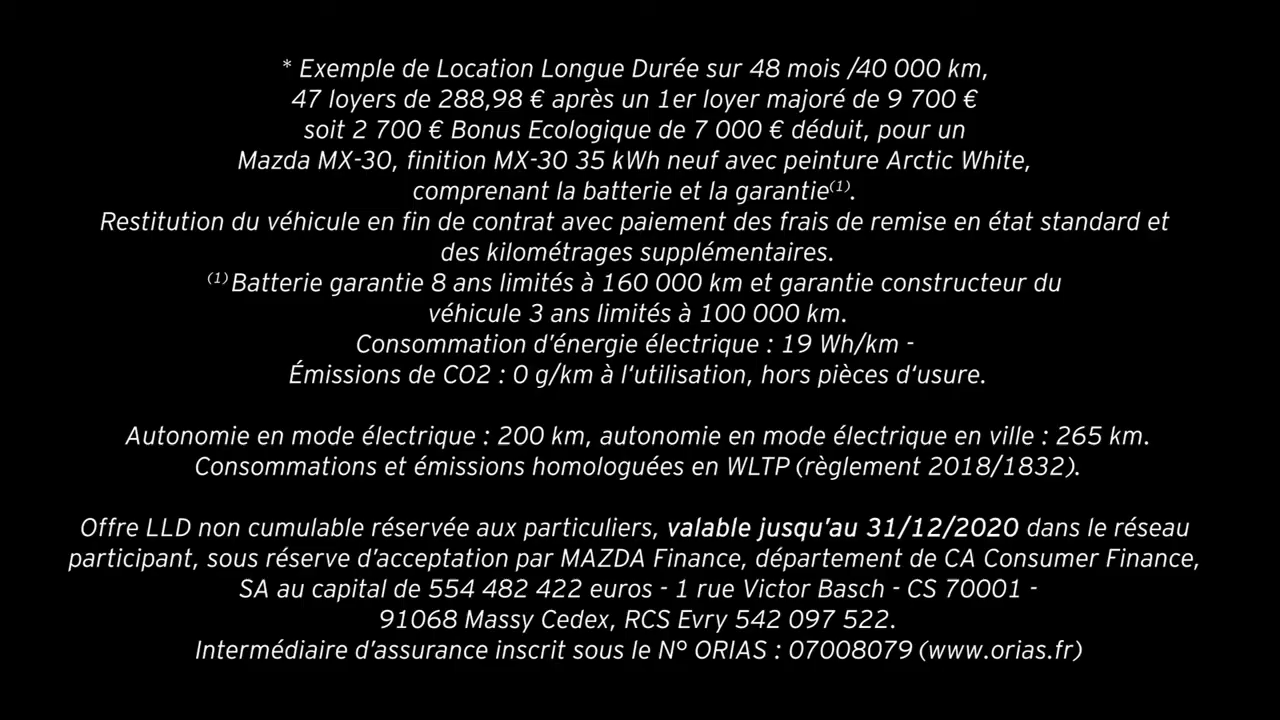 * Exemple de Location Longue Durée sur 48 mois /40 000 km,
47 loyers de 288,98 € après un 1er loyer majoré de 9 700 €
soit 2 700 € Bonus Ecologique de 7 000 € déduit, pour un
Mazda MX-30, finition MX-30 35 kWh neuf avec peinture Arctic White,
comprenant la batterie et la garantie(1).
Restitution du véhicule en fin de contrat avec paiement des frais de remise en état standard et
des kilométrages supplémentaires.
(1) Batterie garantie 8 ans limités à 160 000 km et garantie constructeur du
véhicule 3 ans limités à 100 000 km.
Consommation d'énergie électrique : 19 Wh/km -
Émissions de CO2 : 0 g/km à l‘utilisation, hors pièces d‘usure.
Autonomie en mode électrique : 200 km, autonomie en mode électrique en ville : 265 km.
Consommations et émissions homologuées en WLTP (règlement 2018/1832).
Offre LLD non cumulable réservée aux particuliers, valable jusqu'au 31/12/2020 dans le réseau
participant, sous réserve d'acceptation par MAZDA Finance, département de CA Consumer Finance,
SA au capital de 554 482 422 euros - 1 rue Victor Basch - CS 70001 -
91068 Massy Cedex, RCS Evry 542 097 522.
Intermédiaire d'assurance inscrit sous le N° ORIAS : 07008079 (www.orias.fr)